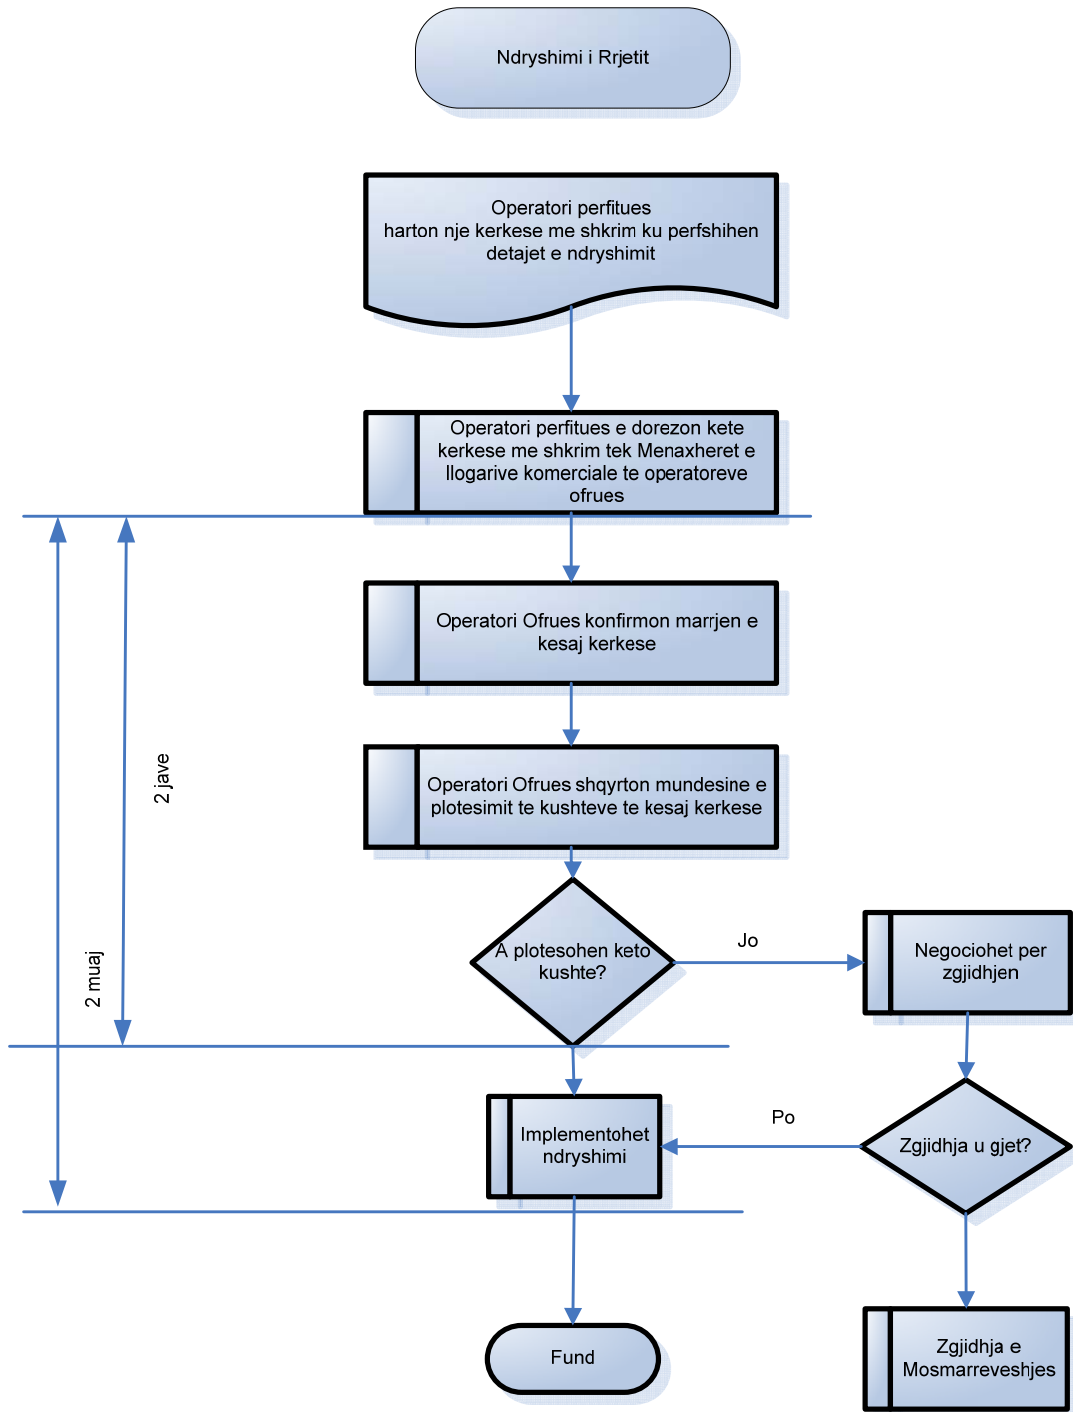 Ndryshimi i Rrjetit
Operatori perfitues
harton nje kerkese me shkrim ku perfshihen
detajet e ndryshimit
Operatori perfitues e dorezon kete
kerkese me shkrim tek Menaxheret e
llogarive komerciale te operatoreve
ofrues
Operatori Ofrues konfirmon marrjen e
kesaj kerkese
2 jave
Operatori Ofrues shqyrton mundesine e
plotesimit te kushteve te kesaj kerkese
2 muaj
A plotesohen keto
kushte?
Jo
Negociohet per
zgjidhjen
Implementohet
ndryshimi
Po
Zgjidhja u gjet?
Fund
Zgjidhja e
Mosmarreveshjes